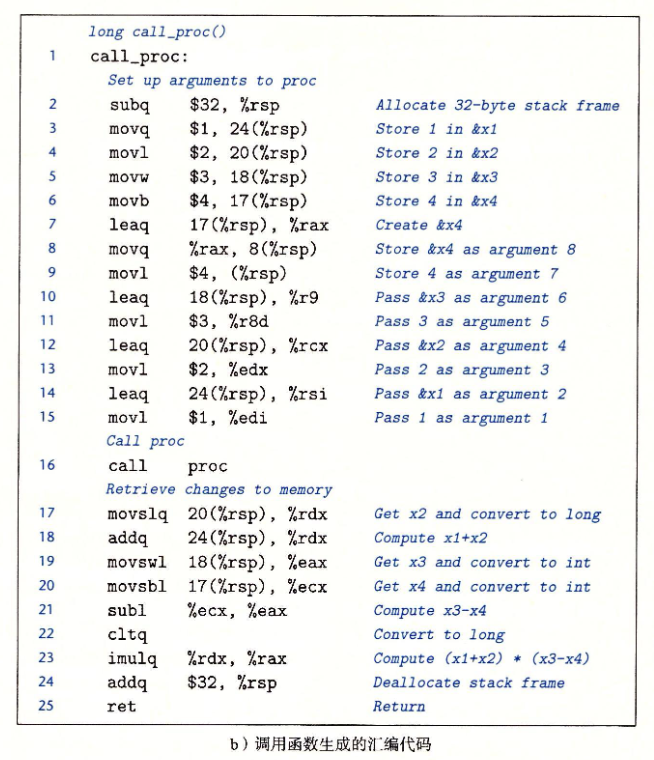 long call_proc()
1 call_proc:
Set up arguments to proc
2 subq $32, %rsp Allocate 32-byte stack frame
3 movq $1, 24(%rsp) Store 1 in &x1
4 movl $2, 20(%rsp) Store 2 in &x2
5 movw $3, 18(%rsp) Store 3 in &x3
6 movb $4, 17(%rsp) Store 4 in &x4
7 leaq 17(%rsp), %rax Create &x4
8 movq %rax, 8(%rsp) Store &x4 as argument 8
9 movl $4, (%rsp) Store 4 as argument 7
10 leaq 18(%rsp), %r9 Pass &x3 as argument 6
11 movl $3, %r8d Pass 3 as argument 5
12 leaq 20(%rsp), %rcx Pass &x2 as argument 4
13 movl $2, %edx Pass 2 as argument 3
14 leaq 24(%rsp), %rsi Pass &x1 as argument 2
15 movl $1, %edi Pass 1 as argument 1
Call proc
16 call proc
Retrieve changes to memory
17 movslq 20(%rsp), %rdx Get x2 and convert to long
18 addq 24(%rsp), %rdx Compute x1+x2
19 movswl 18(%rsp), %eax Get x3 and convert to int
20 movsbl 17(%rsp), %ecx Get x4 and convert to int
21 subl %ecx, %eax Compute x3-x4
22 cltq Convert to long
23 imulq %rdx, %rax Compute (x1+x2) * (x3-x4)
24 addq $32, %rsp Deallocate stack frame
25 ret Return
b）调用函数生成的汇编代码